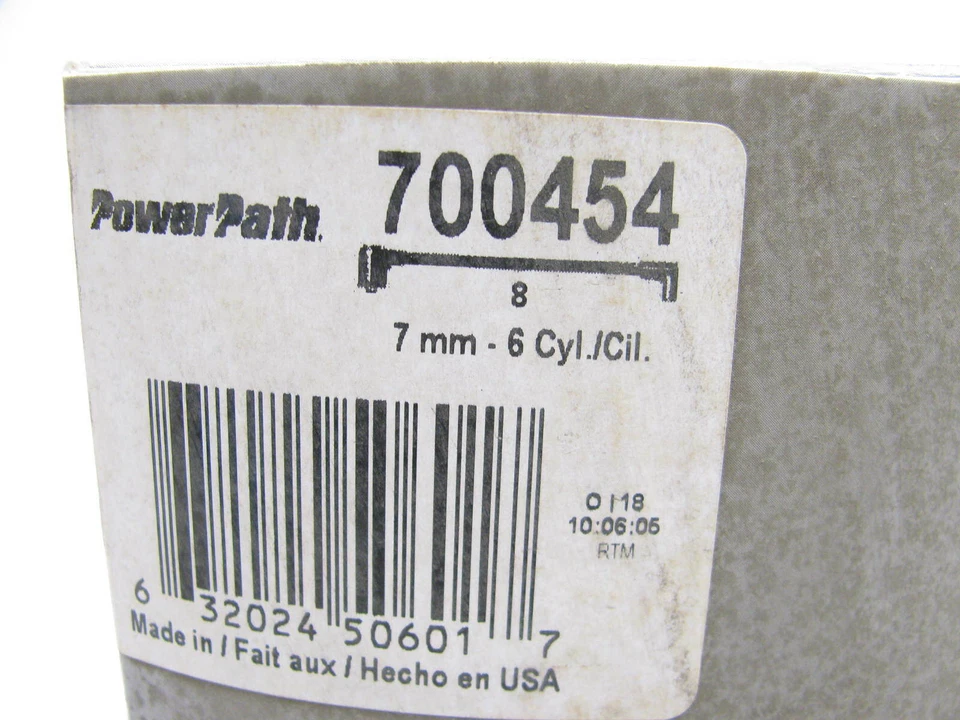 PowerPath.
700454
8
7 mm - 6 Cyl./Cil.
O | 18
10:06:05
RTM
6 32024 50601 7
Made in / Fait aux / Hecho en USA